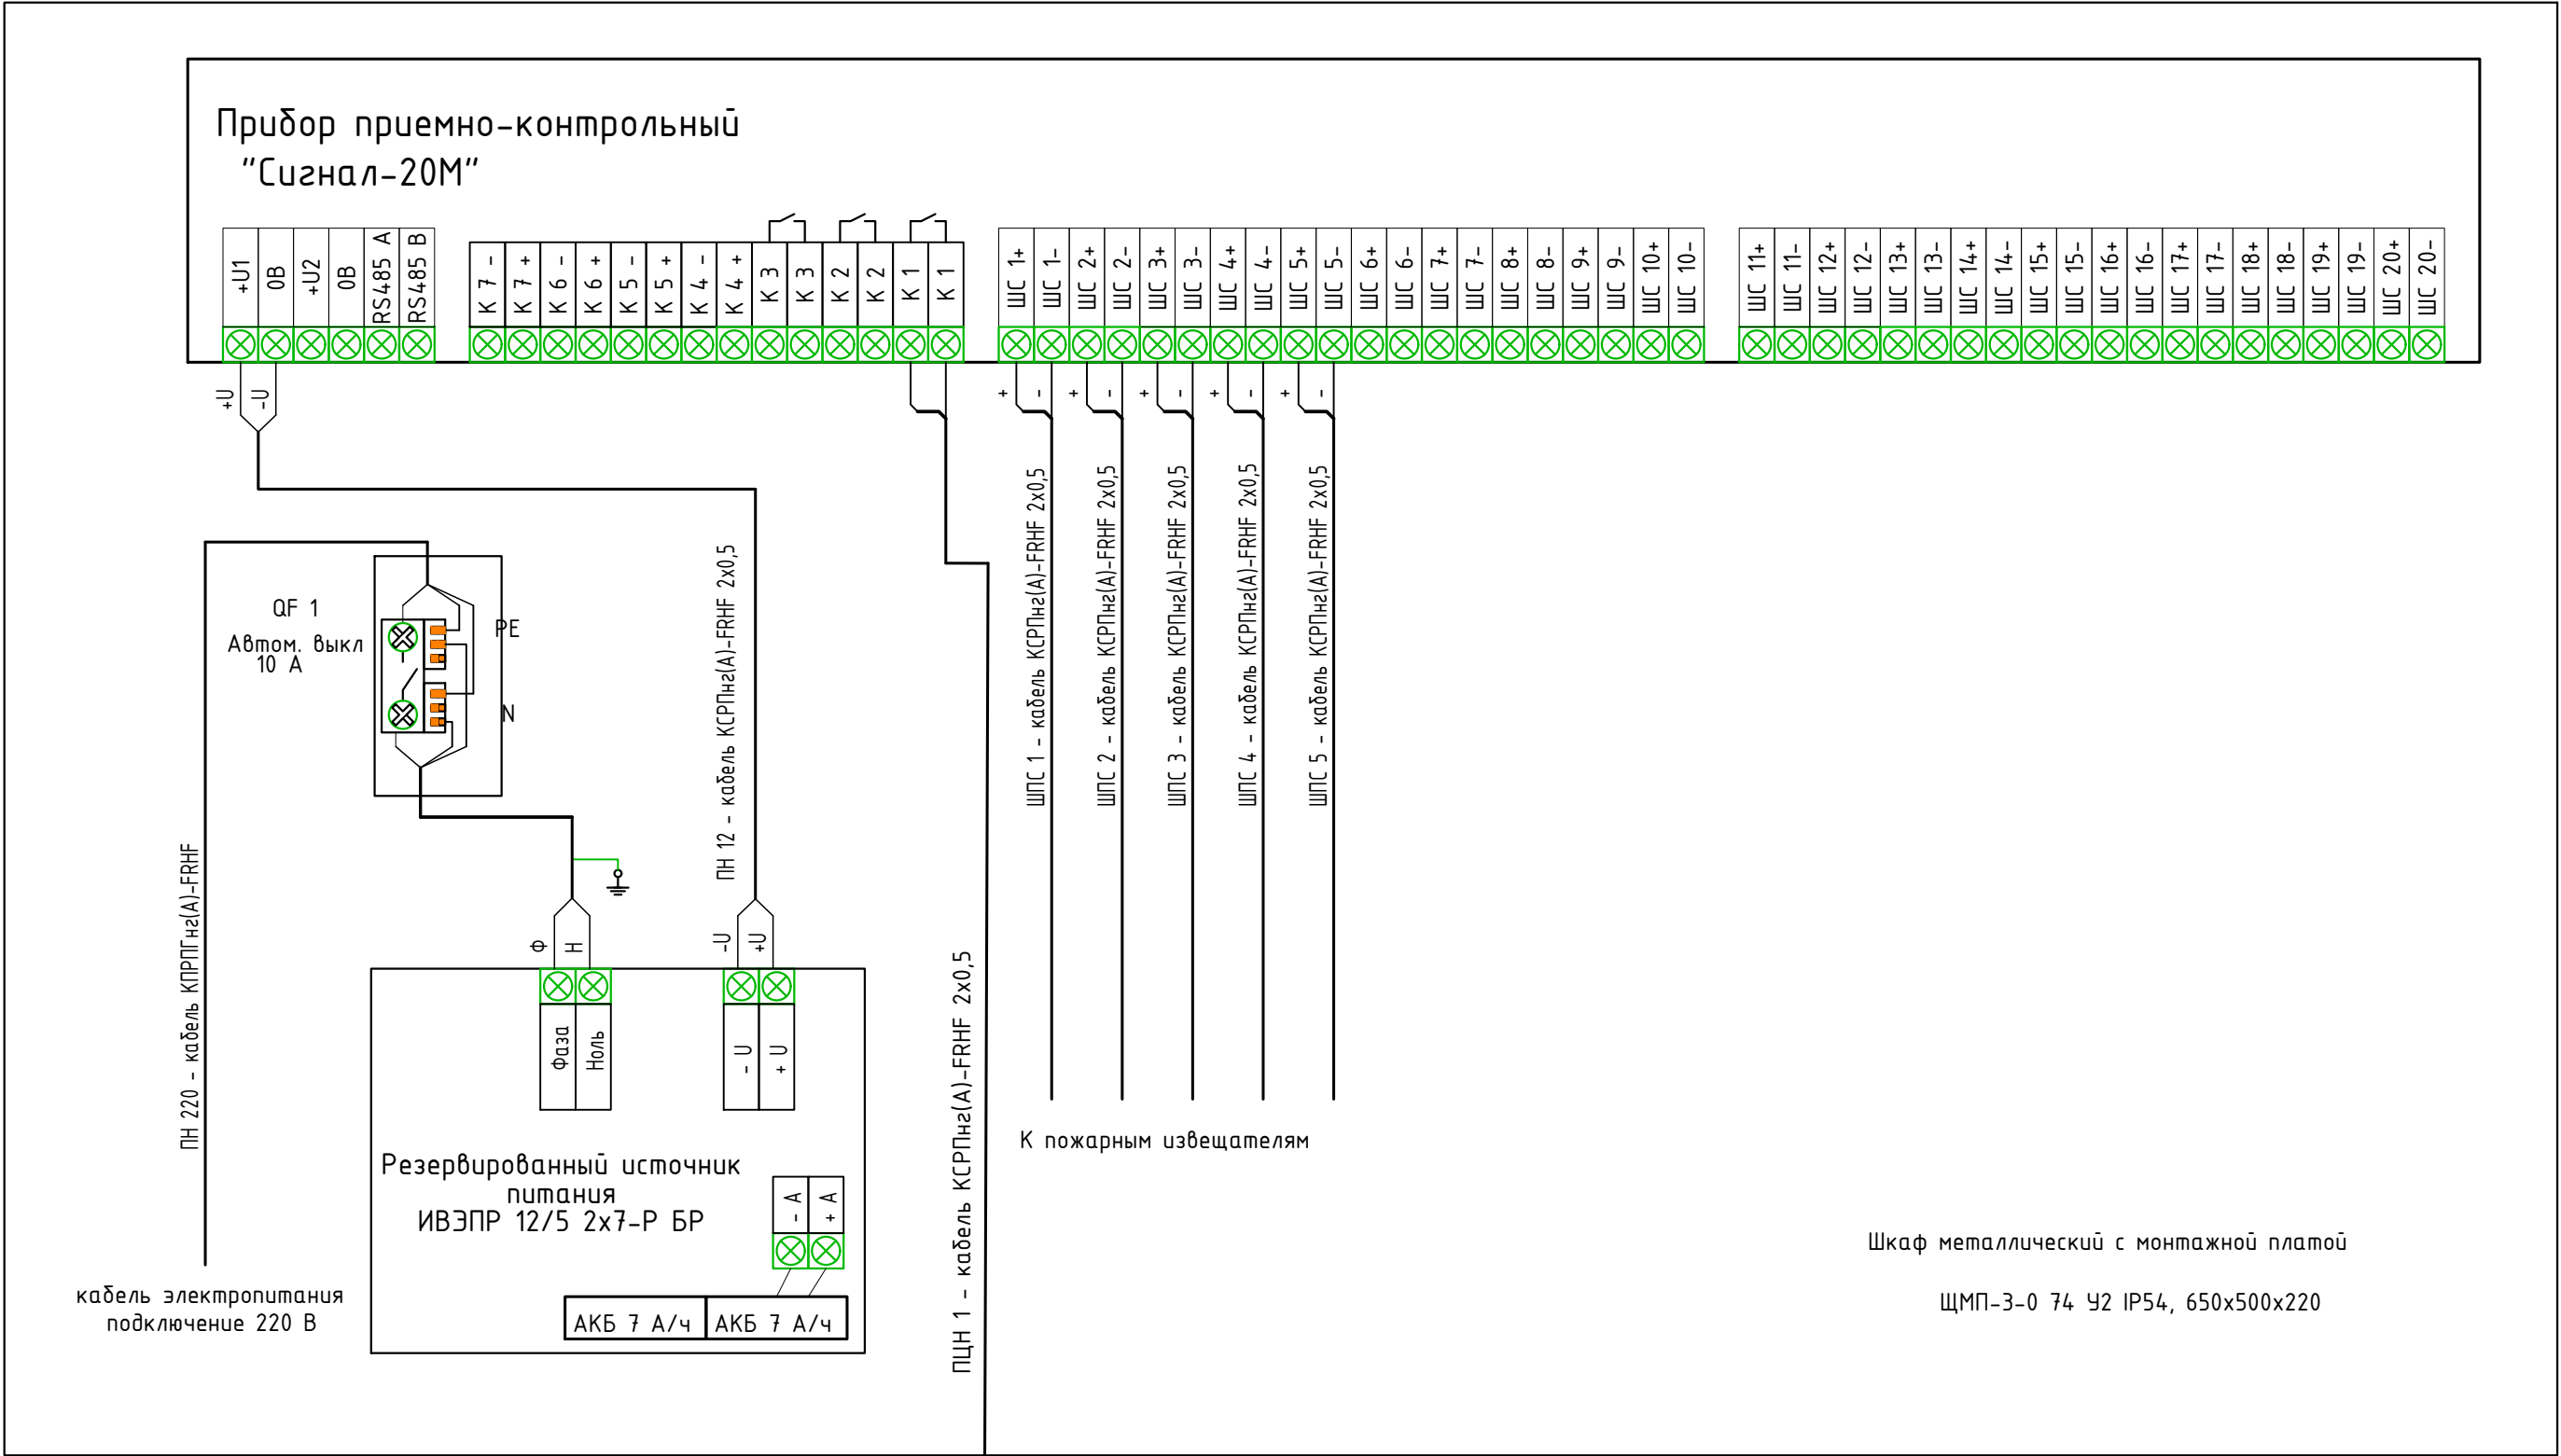 Прибор приемно-контрольный
"Сигнал-20М"
+U1
0В
+U2
0В
RS485 А
RS485 В
К 7 -
К 7 +
К 6 -
К 6 +
К 5 -
К 5 +
К 4 -
К 4 +
К 3
К 3
К 2
К 2
К 1
К 1
ШС 1+
ШС 1-
ШС 2+
ШС 2-
ШС 3+
ШС 3-
ШС 4+
ШС 4-
ШС 5+
ШС 5-
ШС 6+
ШС 6-
ШС 7+
ШС 7-
ШС 8+
ШС 8-
ШС 9+
ШС 9-
ШС 10+
ШС 10-
ШС 11+
ШС 11-
ШС 12+
ШС 12-
ШС 13+
ШС 13-
ШС 14+
ШС 14-
ШС 15+
ШС 15-
ШС 16+
ШС 16-
ШС 17+
ШС 17-
ШС 18+
ШС 18-
ШС 19+
ШС 19-
ШС 20+
ШС 20-
+U
-U
+
-
+
-
+
-
+
-
+
-
QF 1
Автом. выкл
10 А
PE
N
ПН 220 - кабель КПРПГнг(А)-FRHF
ПН 12 - кабель КСРПнг(А)-FRHF 2х0,5
ПЦН 1 - кабель КСРПнг(А)-FRHF 2х0,5
ШПС 1 - кабель КСРПнг(А)-FRHF 2х0,5
ШПС 2 - кабель КСРПнг(А)-FRHF 2х0,5
ШПС 3 - кабель КСРПнг(А)-FRHF 2х0,5
ШПС 4 - кабель КСРПнг(А)-FRHF 2х0,5
ШПС 5 - кабель КСРПнг(А)-FRHF 2х0,5
К пожарным извещателям
Ф
Н
-U
+U
Фаза
Ноль
- U
+ U
Резервированный источник
питания
ИВЭПР 12/5 2х7-Р БР
- А
+ А
АКБ 7 А/ч
АКБ 7 А/ч
кабель электропитания
подключение 220 В
Шкаф металлический с монтажной платой
ЩМП-3-0 74 У2 IP54, 650х500х220